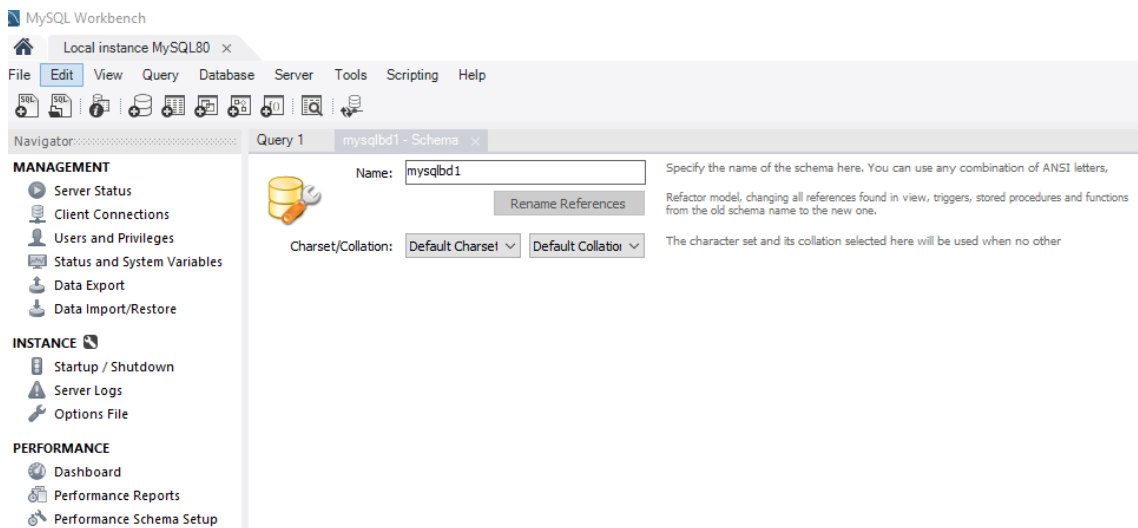 MySQL Workbench
Local instance MySQL80
File Edit View Query Database Server Tools Scripting Help
SQL SQL
Navigator Query 1 mysqlbd1 - Schema
MANAGEMENT
Server Status
Client Connections
Users and Privileges
Status and System Variables
Data Export
Data Import/Restore
INSTANCE
Startup / Shutdown
Server Logs
Options File
PERFORMANCE
Dashboard
Performance Reports
Performance Schema Setup
Name: mysqlbd1 Specify the name of the schema here. You can use any combination of ANSI letters,
Rename References Refactor model, changing all references found in view, triggers, stored procedures and functions
from the old schema name to the new one.
Charset/Collation: Default Charset Default Collation The character set and its collation selected here will be used when no other